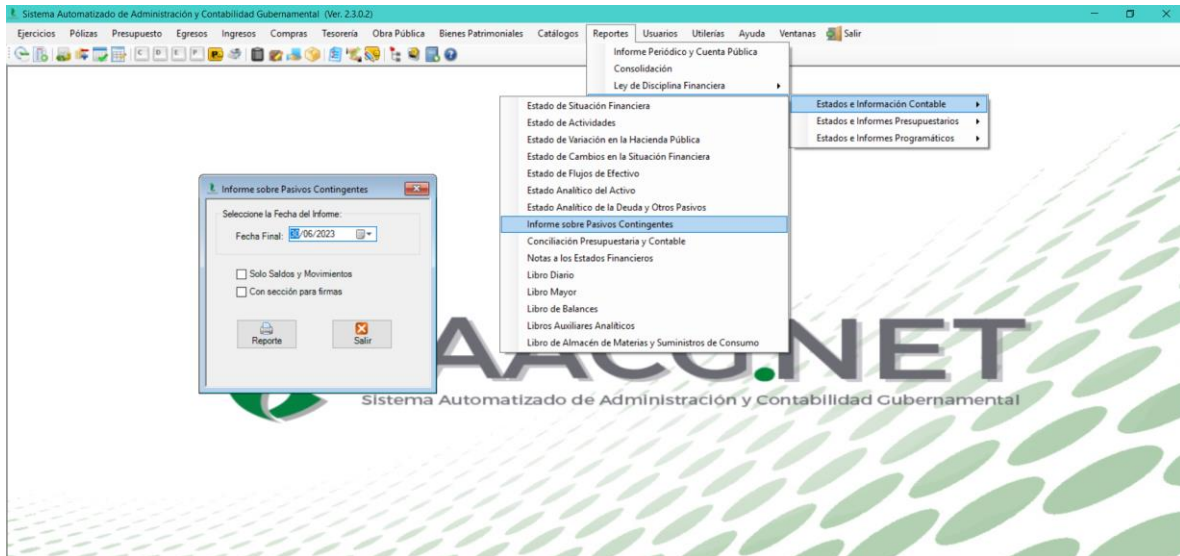 Sistema Automatizado de Administración y Contabilidad Gubernamental (Ver. 2.3.0.2)
Ejercicios Pólizas Presupuesto Egresos Ingresos Compras Tesorería Obra Pública Bienes Patrimoniales Catálogos Reportes Usuarios Utilerías Ayuda Ventanas Salir
C D E P P
Informe Periódico y Cuenta Pública
Consolidación
Ley de Disciplina Financiera
Estados e Información Contable
Estados e Informes Presupuestarios
Estados e Informes Programáticos
Estado de Situación Financiera
Estado de Actividades
Estado de Variación en la Hacienda Pública
Estado de Cambios en la Situación Financiera
Estado de Flujos de Efectivo
Estado Analítico del Activo
Estado Analítico de la Deuda y Otros Pasivos
Informe sobre Pasivos Contingentes
Conciliación Presupuestaria y Contable
Notas a los Estados Financieros
Libro Diario
Libro Mayor
Libro de Balances
Libros Auxiliares Analíticos
Libro de Almacén de Materias y Suministros de Consumo
Informe sobre Pasivos Contingentes
Seleccione la Fecha del Informe:
Fecha Final: 30/06/2023
Solo Saldos y Movimientos
Con sección para firmas
Reporte Salir
AACG.NET
Sistema Automatizado de Administración y Contabilidad Gubernamental